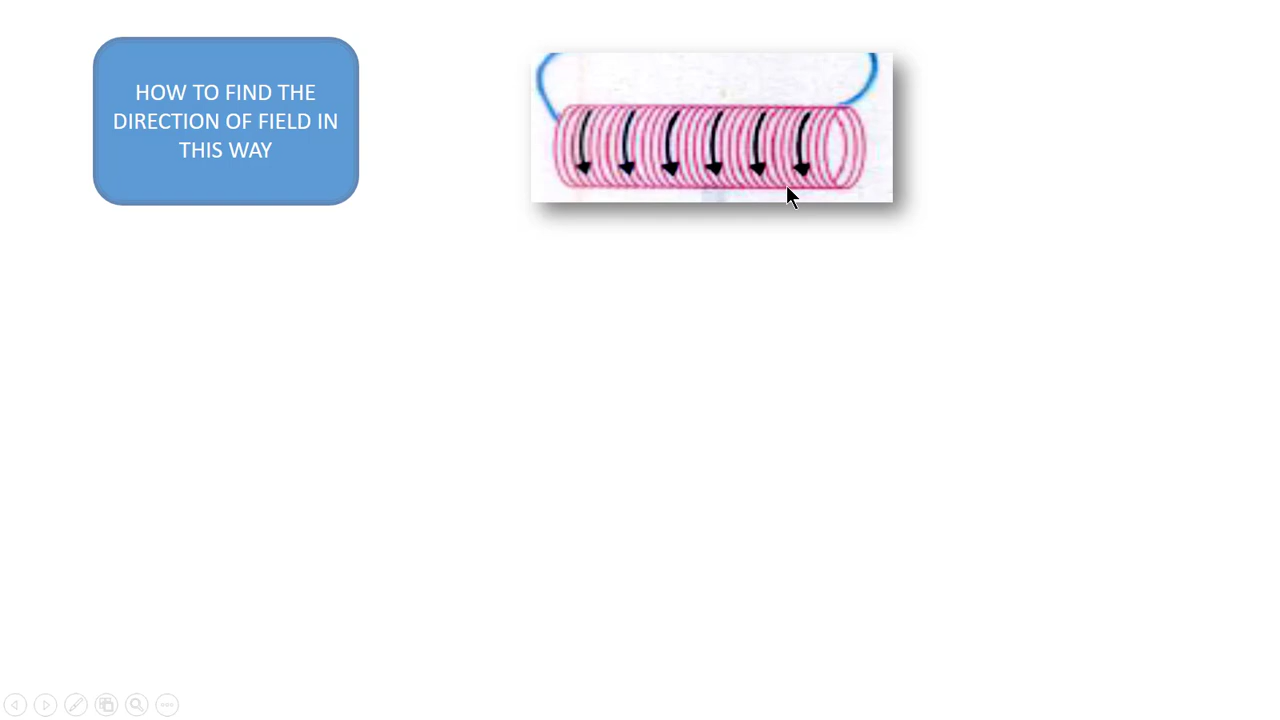 HOW TO FIND THE
DIRECTION OF FIELD IN
THIS WAY